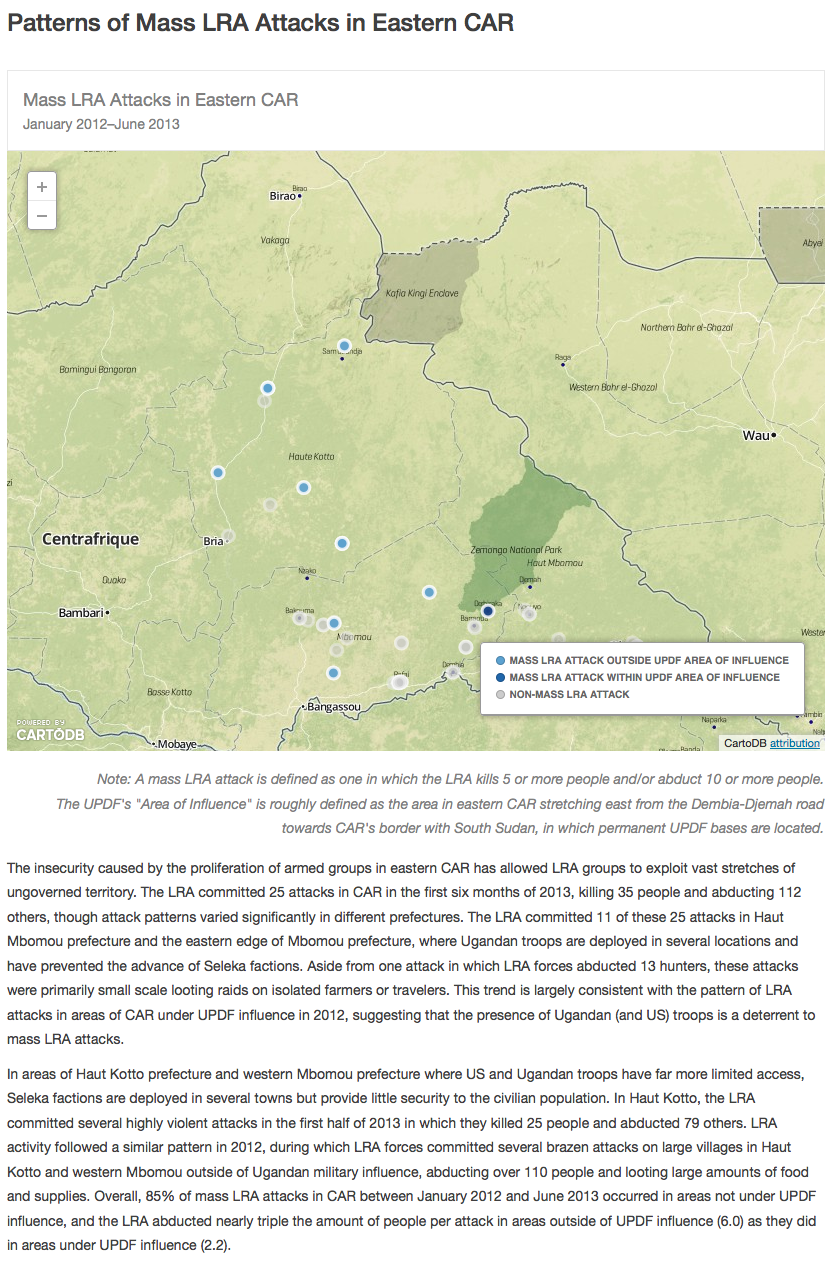 Patterns of Mass LRA Attacks in Eastern CAR
Mass LRA Attacks in Eastern CAR
January 2012–June 2013
+
−
Birao
Birao
Vakaga
Abyei
Kafia Kingi Enclave
Northern Bahr el-Ghazal
Bamingui Bangoran
Raga
Western Bahr el-Ghazal
Wau
Haute Kotto
zi
Centrafrique
Bria
Zemongo National Park
Haut Mbomou
Nzako
Djemah
Ouaka
Bambari
Bakouma
Mbomou
Dembia
Rafai
Basse Kotto
Bangassou
Weste
MASS LRA ATTACK OUTSIDE UPDF AREA OF INFLUENCE
MASS LRA ATTACK WITHIN UPDF AREA OF INFLUENCE
NON-MASS LRA ATTACK
POWERED BY
CARTODB
Mobaye
Naparka
CartoDB attribution
Note: A mass LRA attack is defined as one in which the LRA kills 5 or more people and/or abduct 10 or more people.
The UPDF's "Area of Influence" is roughly defined as the area in eastern CAR stretching east from the Dembia-Djemah road
towards CAR's border with South Sudan, in which permanent UPDF bases are located.
The insecurity caused by the proliferation of armed groups in eastern CAR has allowed LRA groups to exploit vast stretches of
ungoverned territory. The LRA committed 25 attacks in CAR in the first six months of 2013, killing 35 people and abducting 112
others, though attack patterns varied significantly in different prefectures. The LRA committed 11 of these 25 attacks in Haut
Mbomou prefecture and the eastern edge of Mbomou prefecture, where Ugandan troops are deployed in several locations and
have prevented the advance of Seleka factions. Aside from one attack in which LRA forces abducted 13 hunters, these attacks
were primarily small scale looting raids on isolated farmers or travelers. This trend is largely consistent with the pattern of LRA
attacks in areas of CAR under UPDF influence in 2012, suggesting that the presence of Ugandan (and US) troops is a deterrent to
mass LRA attacks.
In areas of Haut Kotto prefecture and western Mbomou prefecture where US and Ugandan troops have far more limited access,
Seleka factions are deployed in several towns but provide little security to the civilian population. In Haut Kotto, the LRA
committed several highly violent attacks in the first half of 2013 in which they killed 25 people and abducted 79 others. LRA
activity followed a similar pattern in 2012, during which LRA forces committed several brazen attacks on large villages in Haut
Kotto and western Mbomou outside of Ugandan military influence, abducting over 110 people and looting large amounts of food
and supplies. Overall, 85% of mass LRA attacks in CAR between January 2012 and June 2013 occurred in areas not under UPDF
influence, and the LRA abducted nearly triple the amount of people per attack in areas outside of UPDF influence (6.0) as they did
in areas under UPDF influence (2.2).